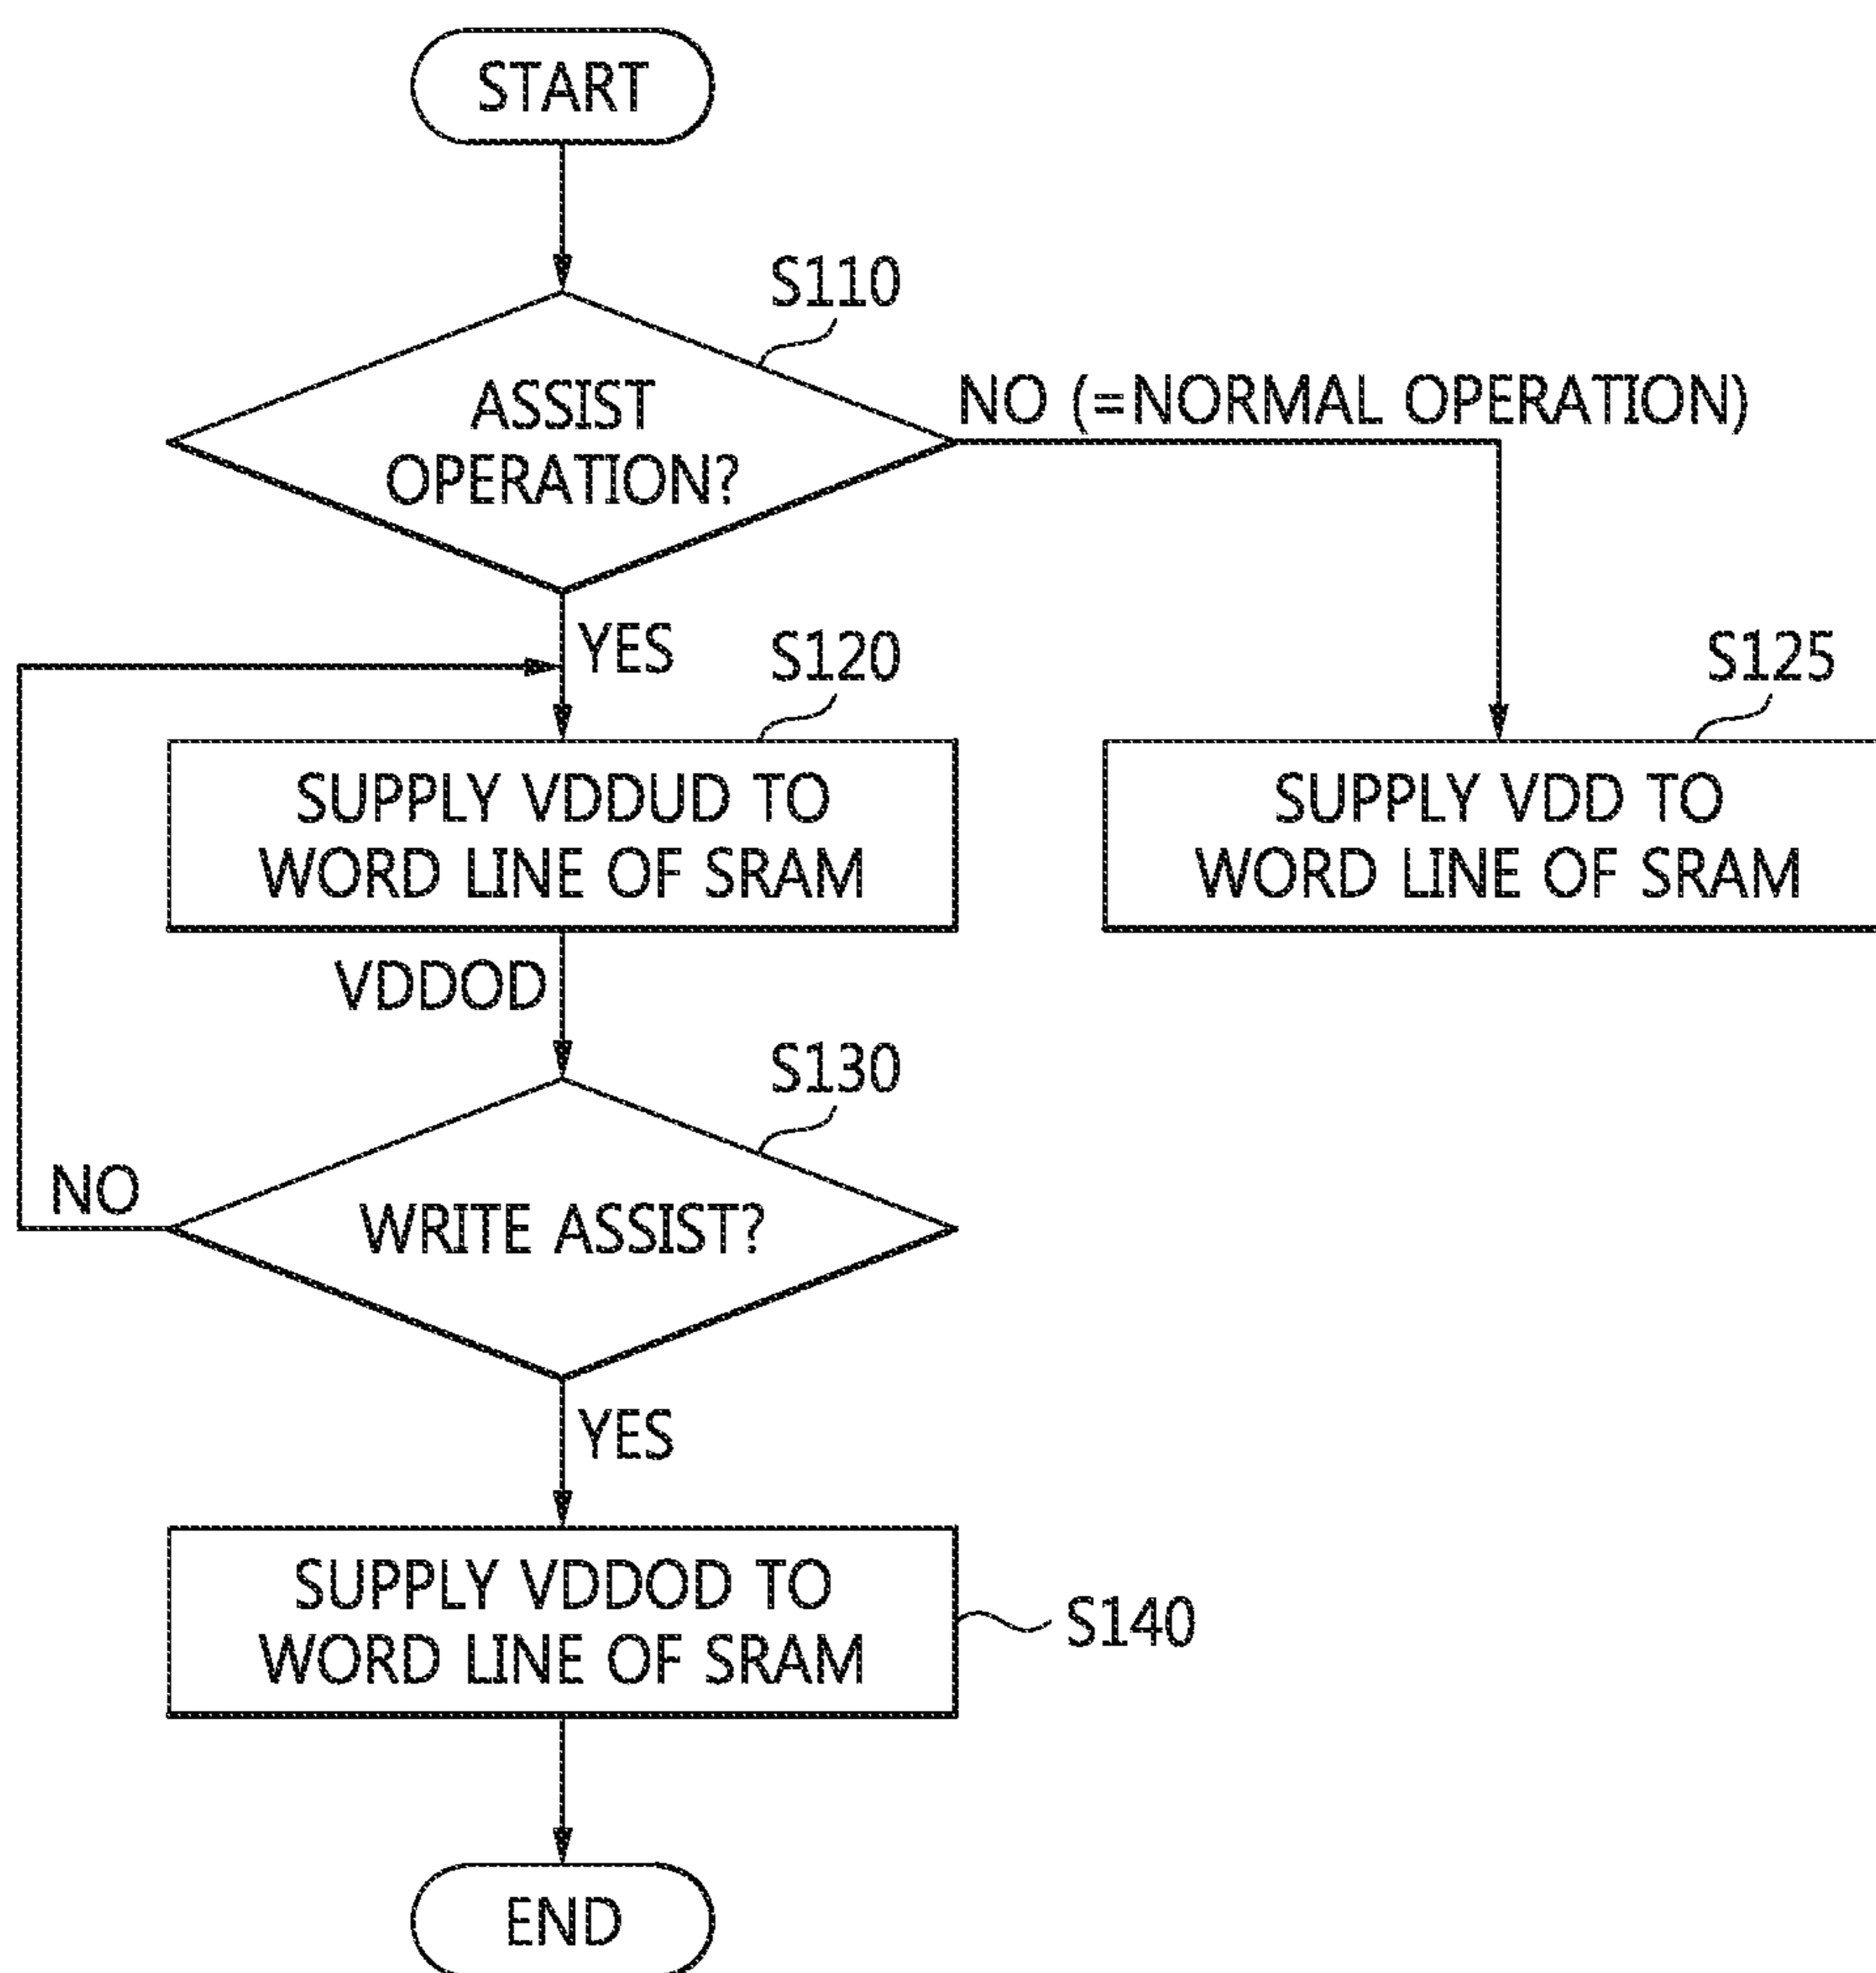 START
S110
ASSIST
OPERATION?
NO (=NORMAL OPERATION)
YES
S120
S125
SUPPLY VDDUD TO
WORD LINE OF SRAM
SUPPLY VDD TO
WORD LINE OF SRAM
VDDOD
S130
NO
WRITE ASSIST?
YES
SUPPLY VDDOD TO
WORD LINE OF SRAM
S140
END